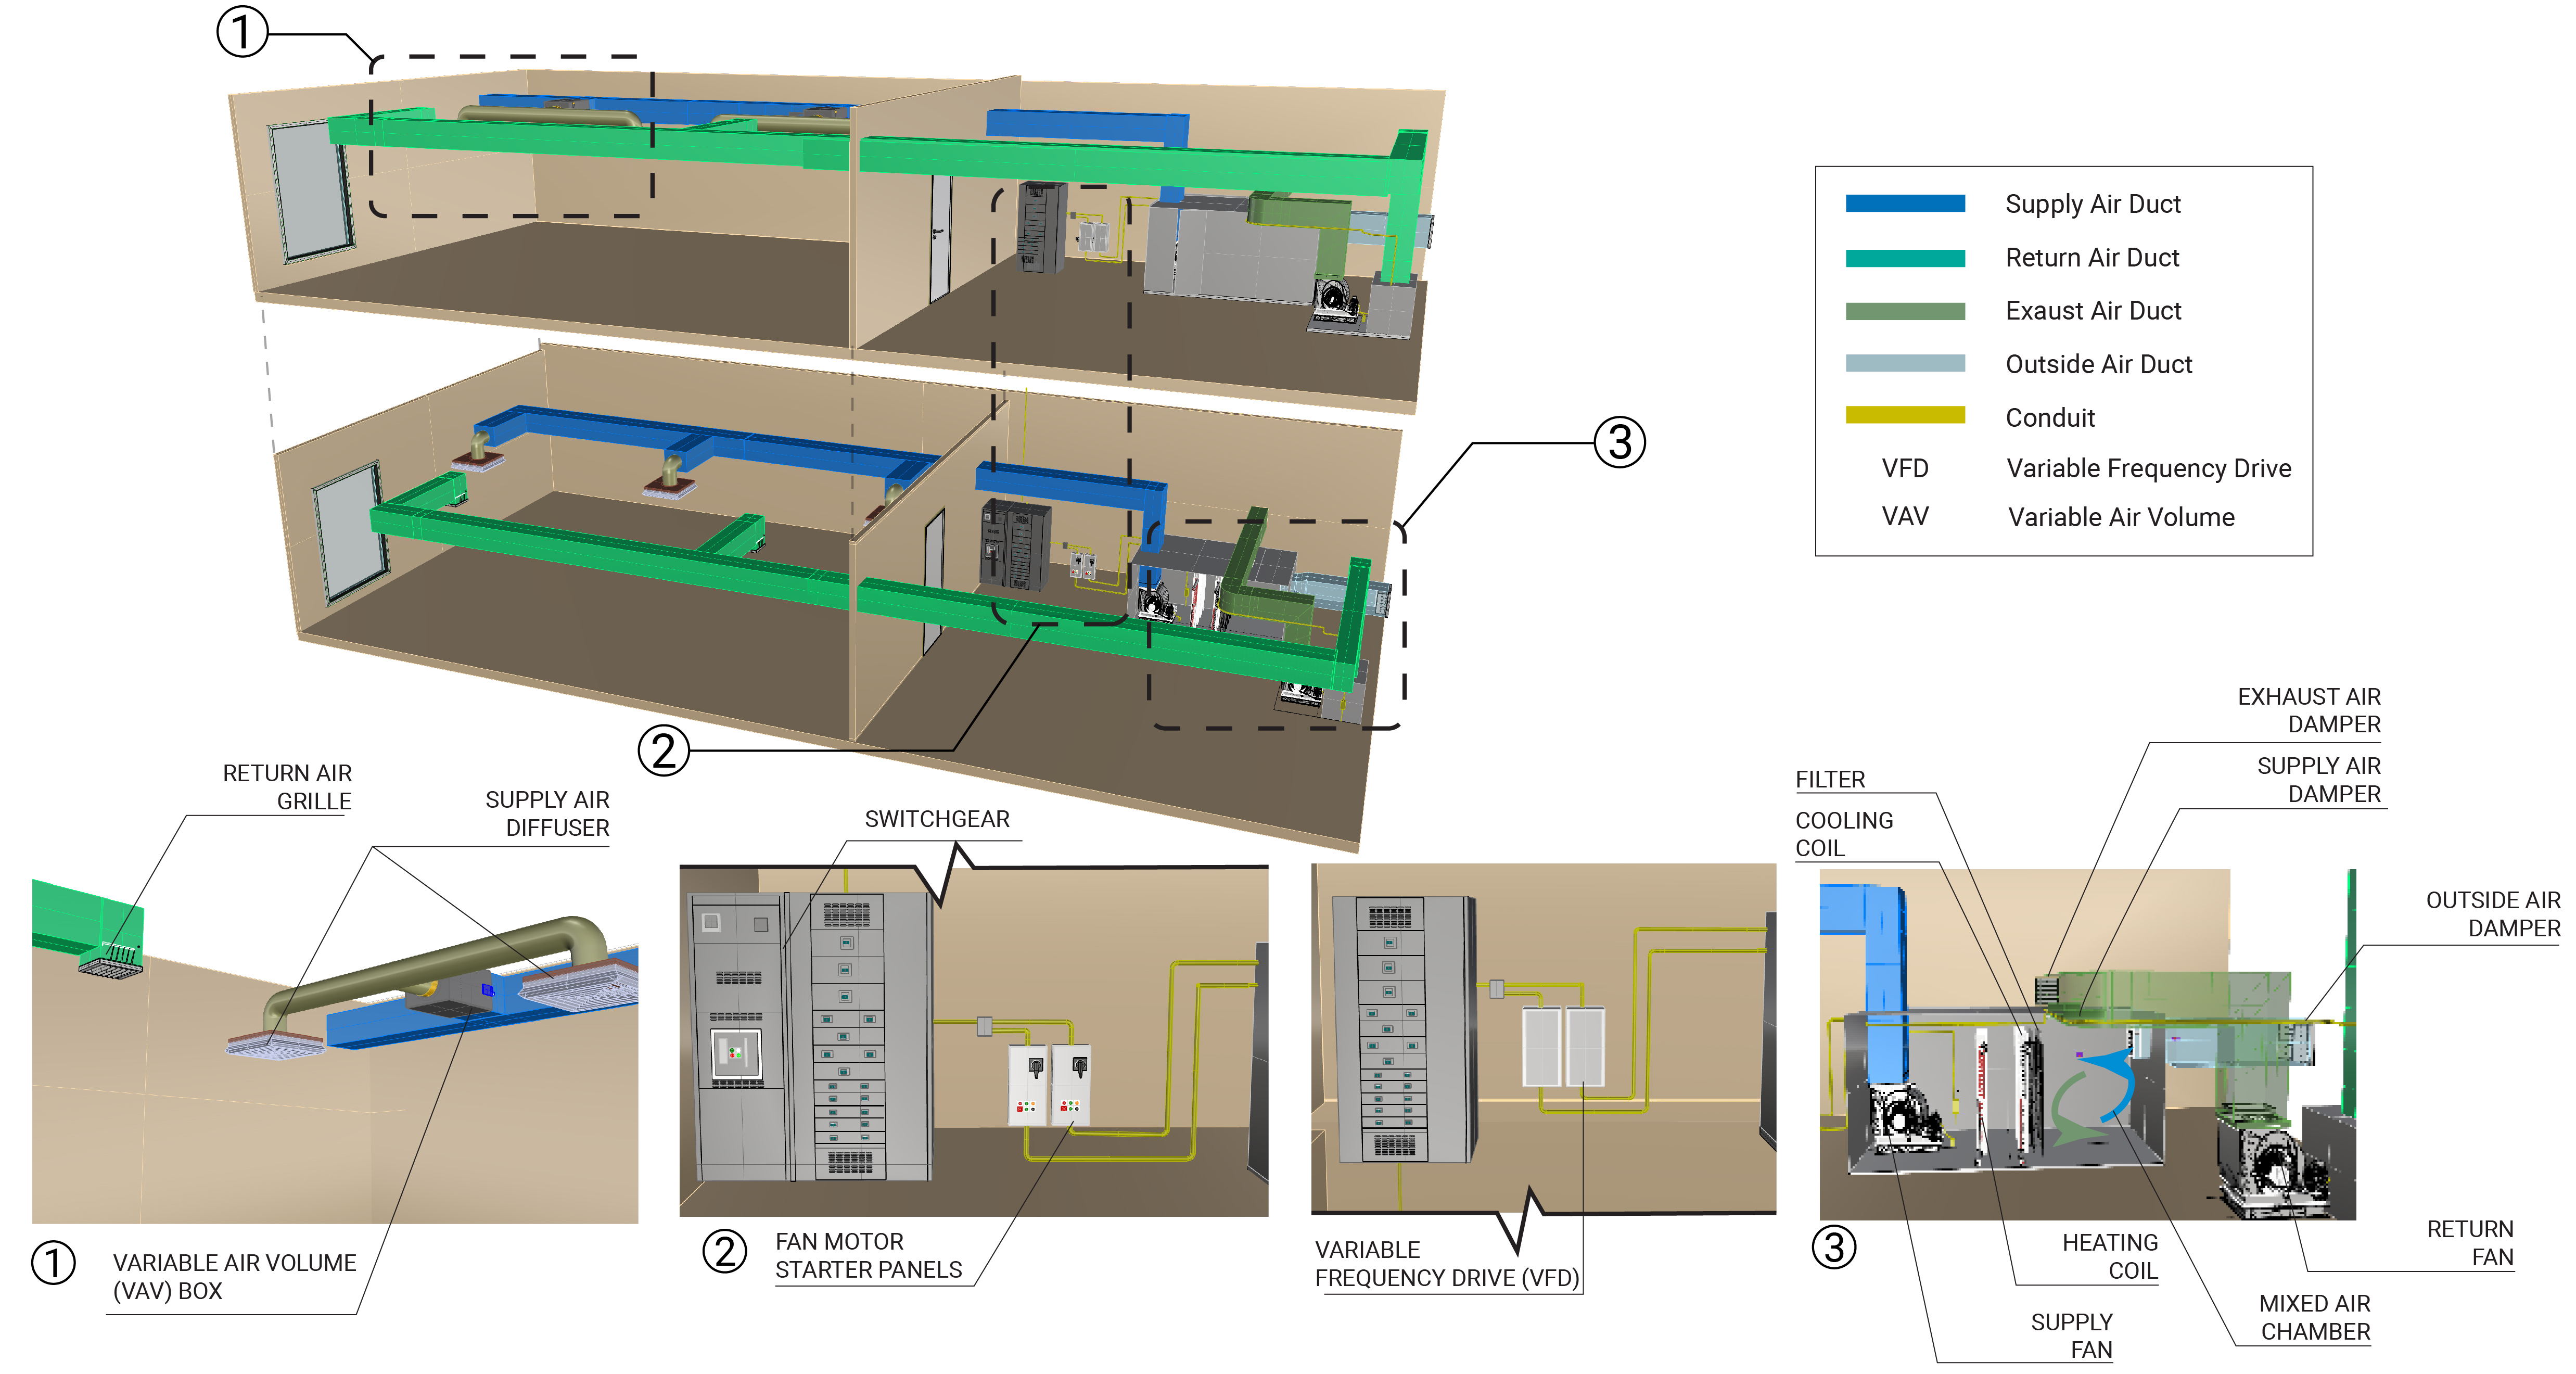 1
Supply Air Duct
Return Air Duct
Exaust Air Duct
Outside Air Duct
Conduit
VFD Variable Frequency Drive
VAV Variable Air Volume
3
2
RETURN AIR
GRILLE
SUPPLY AIR
DIFFUSER
1
VARIABLE AIR VOLUME
(VAV) BOX
SWITCHGEAR
2
FAN MOTOR
STARTER PANELS
VARIABLE
FREQUENCY DRIVE (VFD)
EXHAUST AIR
DAMPER
SUPPLY AIR
DAMPER
FILTER
COOLING
COIL
OUTSIDE AIR
DAMPER
3
HEATING
COIL
RETURN
FAN
MIXED AIR
CHAMBER
SUPPLY
FAN